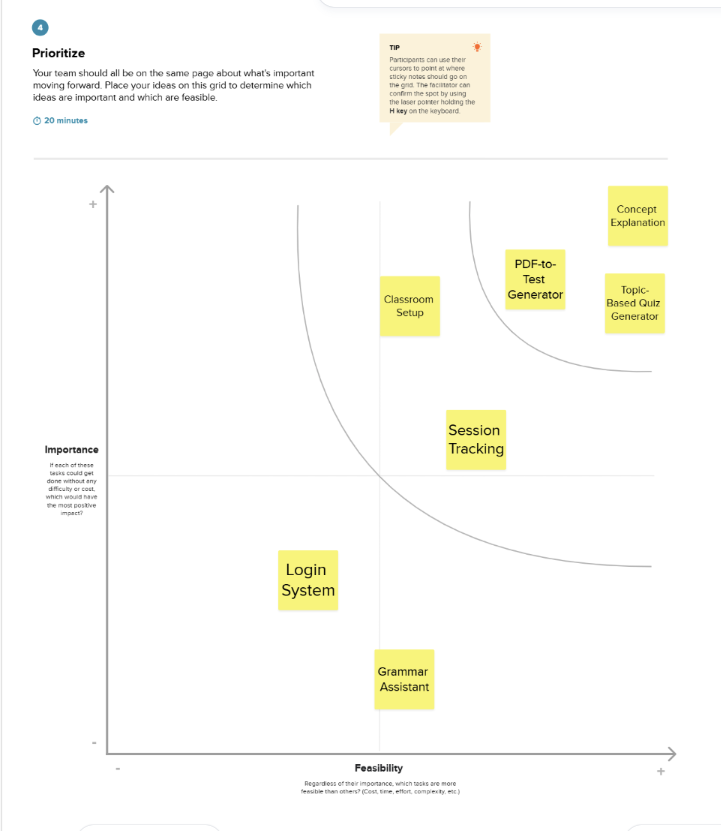 4
Prioritize
Your team should all be on the same page about what's important
moving forward. Place your ideas on this grid to determine which
ideas are important and which are feasible.
20 minutes
TIP
Participants can use their
cursors to point at where
sticky notes should go on
the grid. The facilitator can
confirm the spot by using
the laser pointer holding the
H key on the keyboard.
+
Concept
Explanation
PDF-to-
Test
Generator
Topic-
Based Quiz
Generator
Classroom
Setup
Session
Tracking
Importance
If each of these
tasks could get
done without any
difficulty or cost,
which would have
the most positive
impact?
Login
System
Grammar
Assistant
-
-
Feasibility
+
Regardless of their importance, which tasks are more
feasible than others? (Cost, time, effort, complexity, etc.)